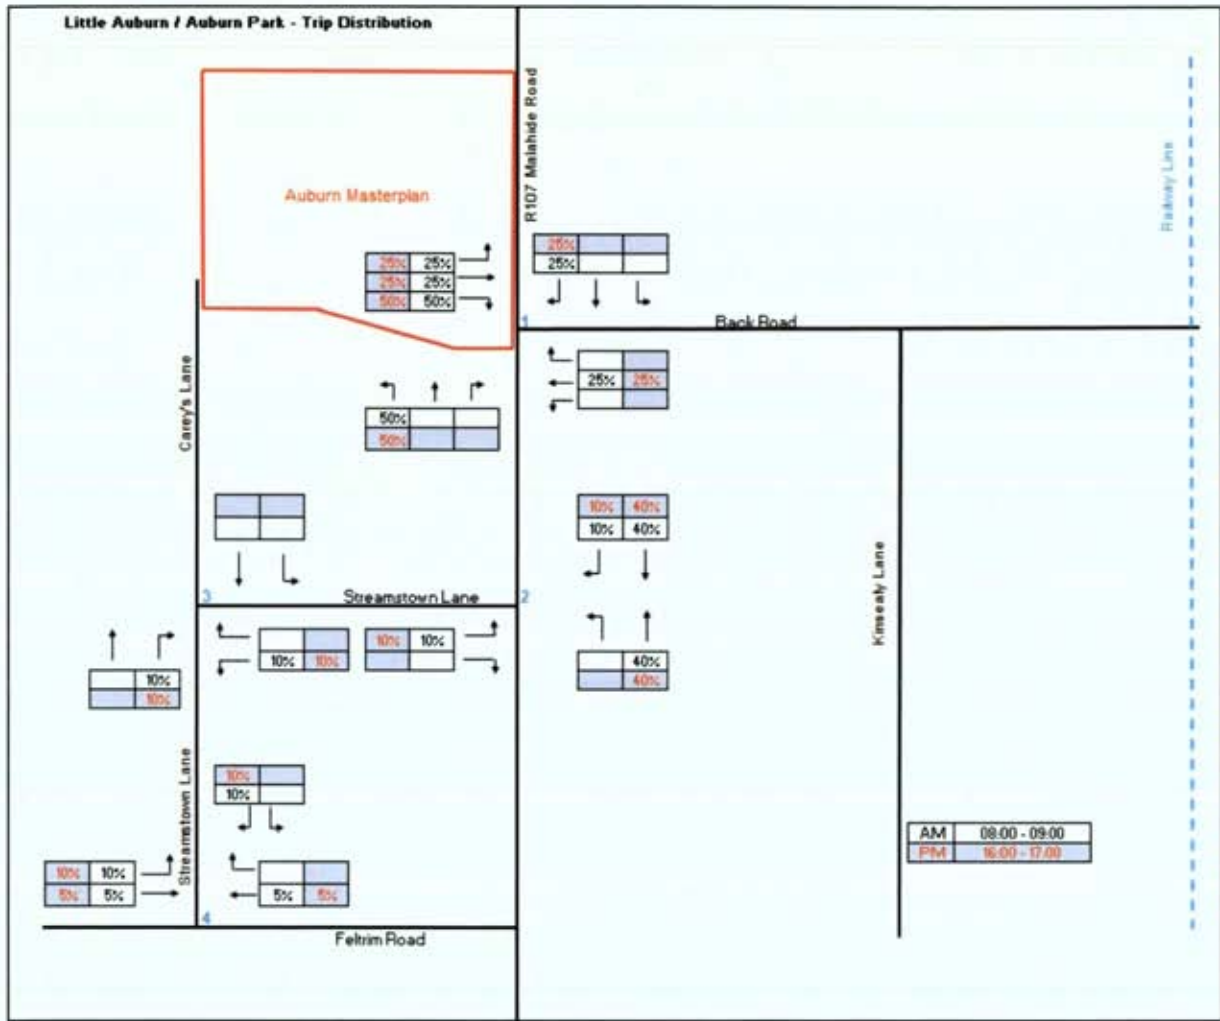 Little Auburn / Auburn Park - Trip Distribution
R107 Malahide Road
Railway Line
Auburn Masterplan
25% 25%
25% 25%
50% 50%
25%
25%
1
Back Road
25% 25%
50%
50%
Carey's Lane
10% 40%
10% 40%
Kinsealy Lane
3
Streamstown Lane
2
10% 10%
10% 10%
40%
40%
10%
10%
Streamstown Lane
10%
10%
AM 08:00 - 09:00
PM 16:00 - 17:00
10% 10%
5% 5%
5% 5%
4
Feltrim Road